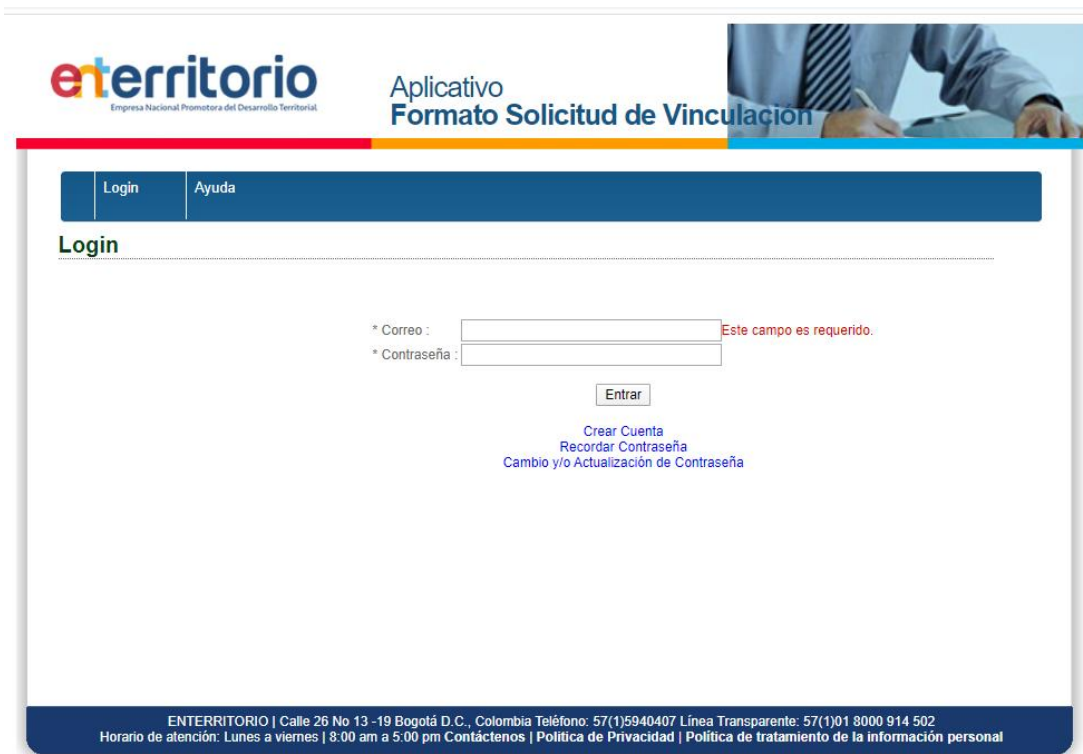 enterritorio
Empresa Nacional Promotora del Desarrollo Territorial
Aplicativo
Formato Solicitud de Vinculación
Login Ayuda
Login
* Correo : Este campo es requerido.
* Contraseña :
Entrar
Crear Cuenta
Recordar Contraseña
Cambio y/o Actualización de Contraseña
ENTERRITORIO | Calle 26 No 13 -19 Bogotá D.C., Colombia Teléfono: 57(1)5940407 Línea Transparente: 57(1)01 8000 914 502
Horario de atención: Lunes a viernes | 8:00 am a 5:00 pm Contáctenos | Política de Privacidad | Política de tratamiento de la información personal